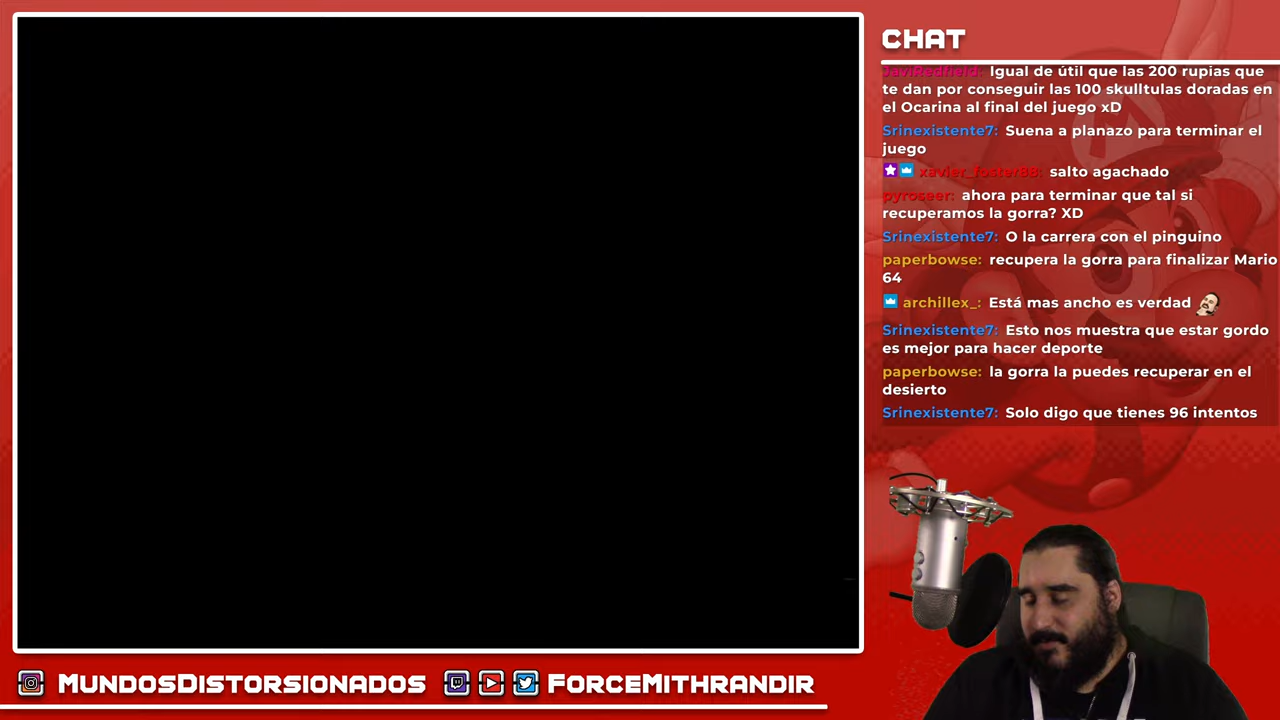 CHAT
JaviRedfield: Igual de útil que las 200 rupias que
te dan por conseguir las 100 skulltulas doradas en
el Ocarina al final del juego xD
Srinexistente7: Suena a planazo para terminar el
juego
xavier_foster88: salto agachado
pyroseer: ahora para terminar que tal si
recuperamos la gorra? XD
Srinexistente7: O la carrera con el pinguino
paperbowse: recupera la gorra para finalizar Mario
64
archillex_: Está mas ancho es verdad
Srinexistente7: Esto nos muestra que estar gordo
es mejor para hacer deporte
paperbowse: la gorra la puedes recuperar en el
desierto
Srinexistente7: Solo digo que tienes 96 intentos
MUNDOSDISTORSIONADOS FORCEMITHRANDIR